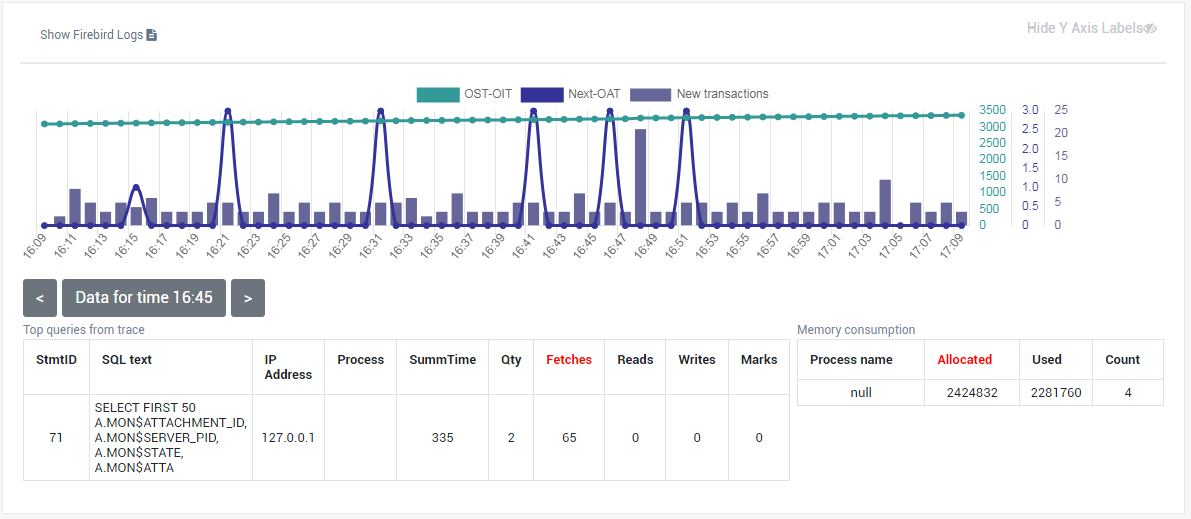 Show Firebird Logs
Hide Y Axis Labels
OST-OIT Next-OAT New transactions
3500 3.0 25
3000 2.5 20
2500 2.0 15
2000 1.5 10
1500 1.0 5
1000 0.5 0
500 0
0
16:09 16:11 16:13 16:15 16:17 16:19 16:21 16:23 16:25 16:27 16:29 16:31 16:33 16:35 16:37 16:39 16:41 16:43 16:45 16:47 16:49 16:51 16:53 16:55 16:57 16:59 17:01 17:03 17:05 17:07 17:09
< Data for time 16:45 >
Top queries from trace
StmtID SQL text IP Address Process SummTime Qty Fetches Reads Writes Marks
71 SELECT FIRST 50
A.MON$ATTACHMENT_ID,
A.MON$SERVER_PID,
A.MON$STATE,
A.MON$ATTA
127.0.0.1 335 2 65 0 0 0
Memory consumption
Process name Allocated Used Count
null 2424832 2281760 4